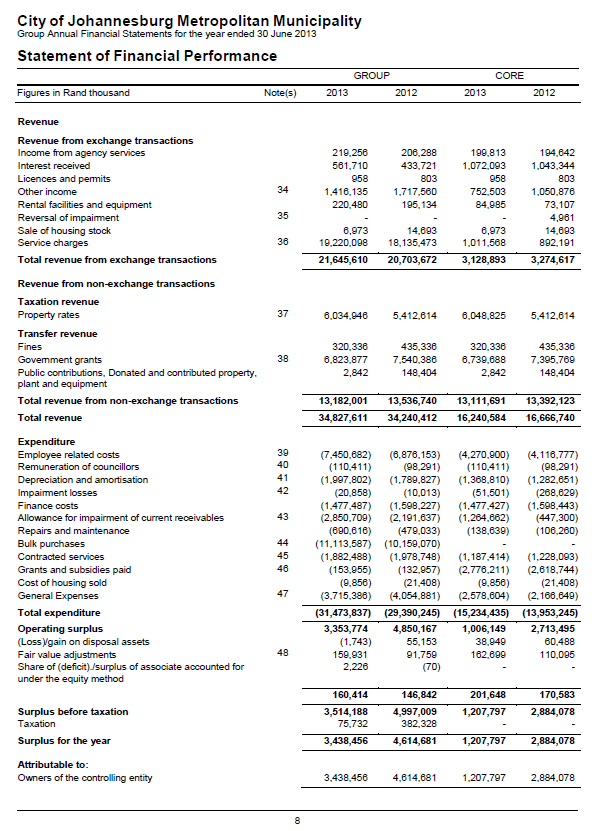 City of Johannesburg Metropolitan Municipality
Group Annual Financial Statements for the year ended 30 June 2013
Statement of Financial Performance
GROUP CORE
Figures in Rand thousand Note(s) 2013 2012 2013 2012
Revenue
Revenue from exchange transactions
Income from agency services 219,256 206,288 199,813 194,642
Interest received 561,710 433,721 1,072,093 1,043,344
Licences and permits 958 803 958 803
Other income 34 1,416,135 1,717,560 752,503 1,050,876
Rental facilities and equipment 220,480 195,134 84,985 73,107
Reversal of impairment 35 - - - 4,961
Sale of housing stock 6,973 14,693 6,973 14,693
Service charges 36 19,220,098 18,135,473 1,011,568 892,191
Total revenue from exchange transactions 21,645,610 20,703,672 3,128,893 3,274,617
Revenue from non-exchange transactions
Taxation revenue
Property rates 37 6,034,946 5,412,614 6,048,825 5,412,614
Transfer revenue
Fines 320,336 435,336 320,336 435,336
Government grants 38 6,823,877 7,540,386 6,739,688 7,395,769
Public contributions, Donated and contributed property, 2,842 148,404 2,842 148,404
plant and equipment
Total revenue from non-exchange transactions 13,182,001 13,536,740 13,111,691 13,392,123
Total revenue 34,827,611 34,240,412 16,240,584 16,666,740
Expenditure
Employee related costs 39 (7,450,682) (6,876,153) (4,270,900) (4,116,777)
Remuneration of councillors 40 (110,411) (98,291) (110,411) (98,291)
Depreciation and amortisation 41 (1,997,802) (1,789,827) (1,368,810) (1,282,651)
Impairment losses 42 (20,858) (10,013) (51,501) (268,629)
Finance costs (1,477,487) (1,598,227) (1,477,427) (1,598,443)
Allowance for impairment of current receivables 43 (2,850,709) (2,191,637) (1,264,662) (447,300)
Repairs and maintenance (690,616) (479,033) (138,639) (106,260)
Bulk purchases 44 (11,113,587) (10,159,070) - -
Contracted services 45 (1,882,488) (1,978,748) (1,187,414) (1,228,093)
Grants and subsidies paid 46 (153,955) (132,957) (2,776,211) (2,618,744)
Cost of housing sold (9,856) (21,408) (9,856) (21,408)
General Expenses 47 (3,715,386) (4,054,881) (2,578,604) (2,166,649)
Total expenditure (31,473,837) (29,390,245) (15,234,435) (13,953,245)
Operating surplus 3,353,774 4,850,167 1,006,149 2,713,495
(Loss)/gain on disposal assets (1,743) 55,153 38,949 60,488
Fair value adjustments 48 159,931 91,759 162,699 110,095
Share of (deficit)./surplus of associate accounted for 2,226 (70) - -
under the equity method
160,414 146,842 201,648 170,583
Surplus before taxation 3,514,188 4,997,009 1,207,797 2,884,078
Taxation 75,732 382,328 - -
Surplus for the year 3,438,456 4,614,681 1,207,797 2,884,078
Attributable to:
Owners of the controlling entity 3,438,456 4,614,681 1,207,797 2,884,078
8